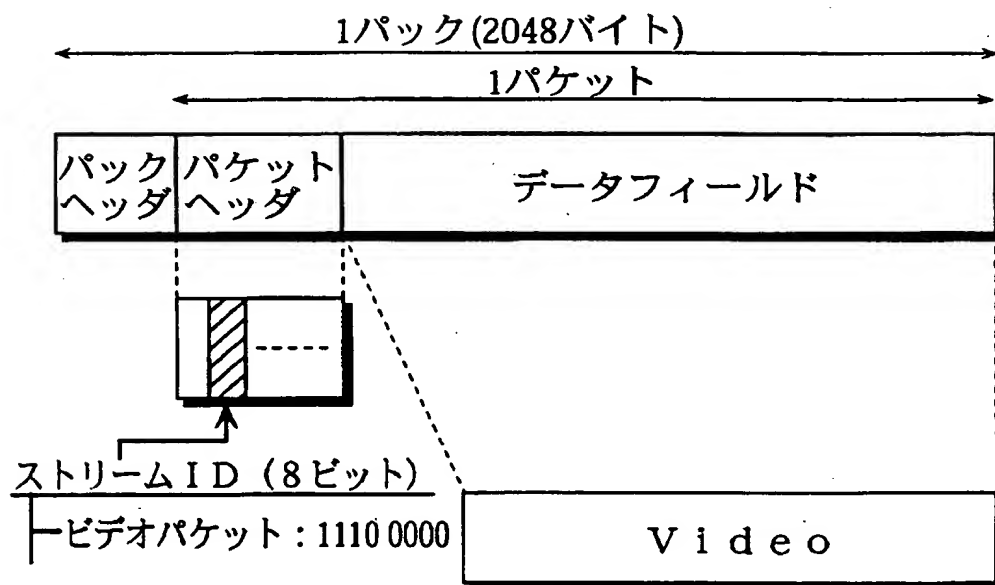 1パック(2048バイト)
1パケット
パック
ヘッダ
パケット
ヘッダ
データフィールド
ストリームID (8ビット)
ビデオパケット:1110 0000
Video